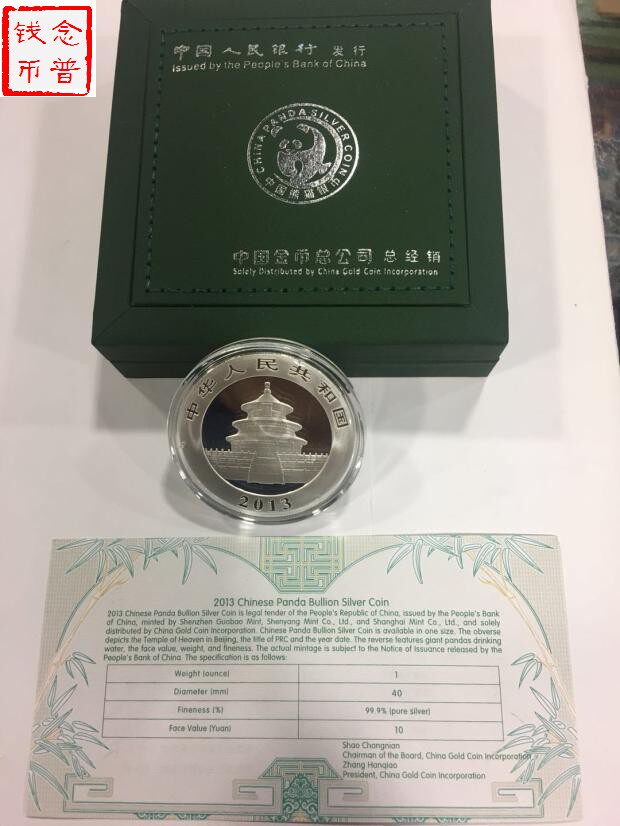 钱念
币普
中国人民银行 发行
Issued by the People's Bank of China
CHINA PANDA SILVER COIN
中国熊猫银币
中国金币总公司 总经销
Solely Distributed by China Gold Coin Incorporation
中华人民共和国
2013
2013 Chinese Panda Bullion Silver Coin
2013 Chinese Panda Bullion Silver Coin is legal tender of the People's Republic of China, issued by the People's Bank
of China, minted by Shenzhen Guobao Mint, Shenyang Mint Co., Ltd., and Shanghai Mint Co., Ltd., and solely
distributed by China Gold Coin Incorporation. Chinese Panda Bullion Silver Coin is available in one size. The obverse
depicts the Temple of Heaven in Beijing, the title of PRC and the year date. The reverse features giant pandas drinking
water, the face value, weight, and fineness. The actual mintage is subject to the Notice of Issuance released by the
People's Bank of China. The specification is as follows:
Weight (ounce) 1
Diameter (mm) 40
Fineness (%) 99.9% (pure silver)
Face Value (Yuan) 10
Shao Changnian
Chairman of the Board, China Gold Coin Incorporation
Zhang Hanqiao
President, China Gold Coin Incorporation